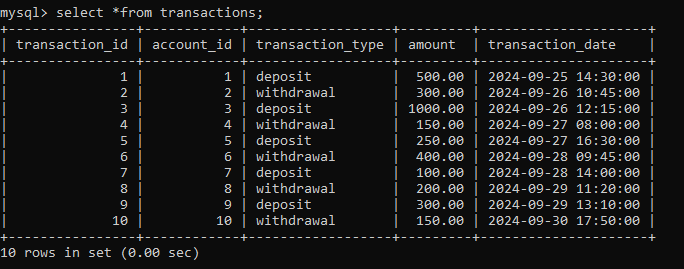 mysql> select *from transactions;
+----------------+------------+------------------+---------+---------------------+
| transaction_id | account_id | transaction_type | amount  | transaction_date    |
+----------------+------------+------------------+---------+---------------------+
|              1 |          1 | deposit          |  500.00 | 2024-09-25 14:30:00 |
|              2 |          2 | withdrawal       |  300.00 | 2024-09-26 10:45:00 |
|              3 |          3 | deposit          | 1000.00 | 2024-09-26 12:15:00 |
|              4 |          4 | withdrawal       |  150.00 | 2024-09-27 08:00:00 |
|              5 |          5 | deposit          |  250.00 | 2024-09-27 16:30:00 |
|              6 |          6 | withdrawal       |  400.00 | 2024-09-28 09:45:00 |
|              7 |          7 | deposit          |  100.00 | 2024-09-28 14:00:00 |
|              8 |          8 | withdrawal       |  200.00 | 2024-09-29 11:20:00 |
|              9 |          9 | deposit          |  300.00 | 2024-09-29 13:10:00 |
|             10 |         10 | withdrawal       |  150.00 | 2024-09-30 17:50:00 |
+----------------+------------+------------------+---------+---------------------+
10 rows in set (0.00 sec)